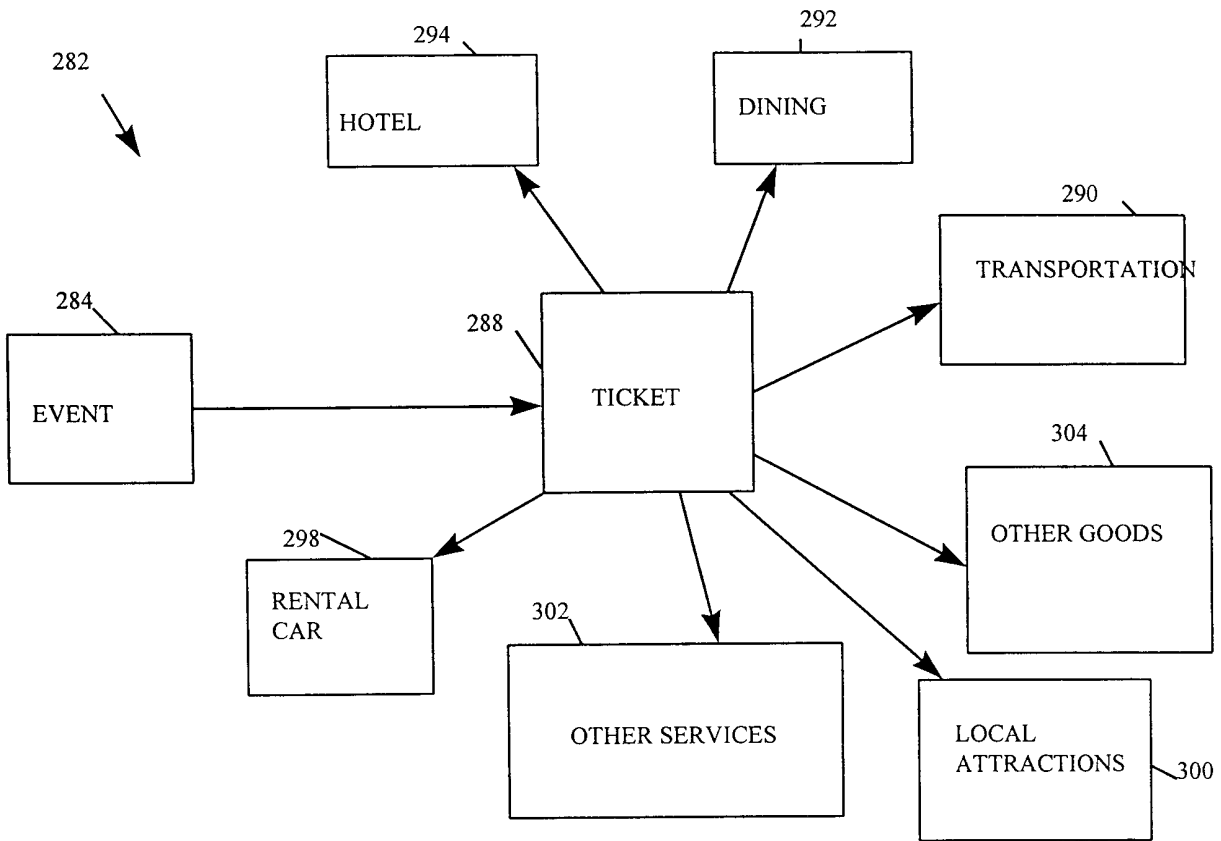 292
294
282
HOTEL
DINING
290
TRANSPORTATION
284
288
EVENT
TICKET
304
OTHER GOODS
298
RENTAL
CAR
302
OTHER SERVICES
LOCAL
ATTRACTIONS
300